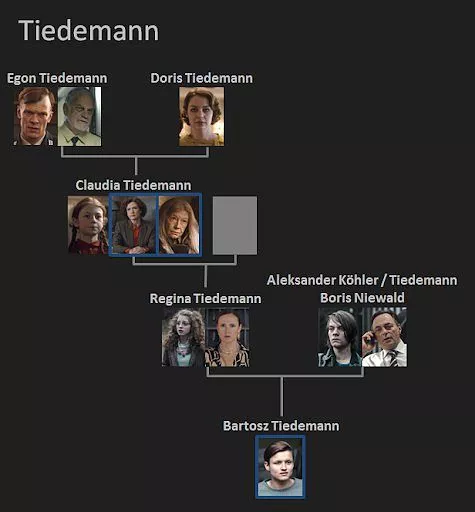 Tiedemann
Egon Tiedemann
Doris Tiedemann
Claudia Tiedemann
Aleksander Köhler / Tiedemann
Regina Tiedemann
Boris Niewald
Bartosz Tiedemann